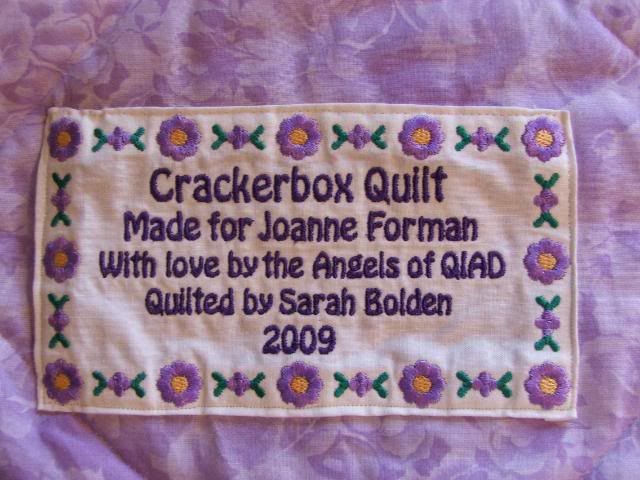 Crackerbox Quilt
Made for Joanne Forman
With love by the Angels of QIAD
Quilted by Sarah Bolden
2009